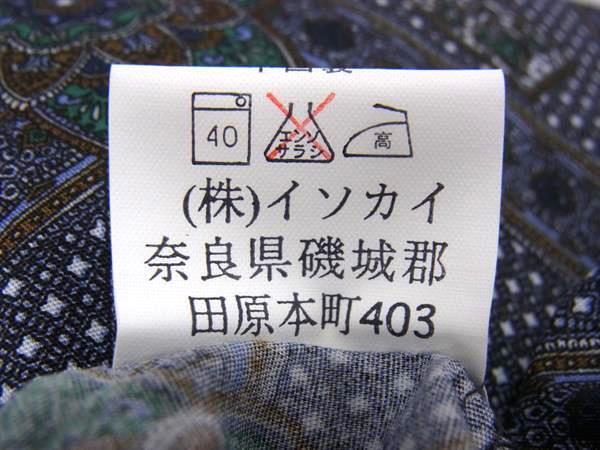 40
エンソ
サラシ
高
(株)イソカイ
奈良県磯城郡
田原本町403